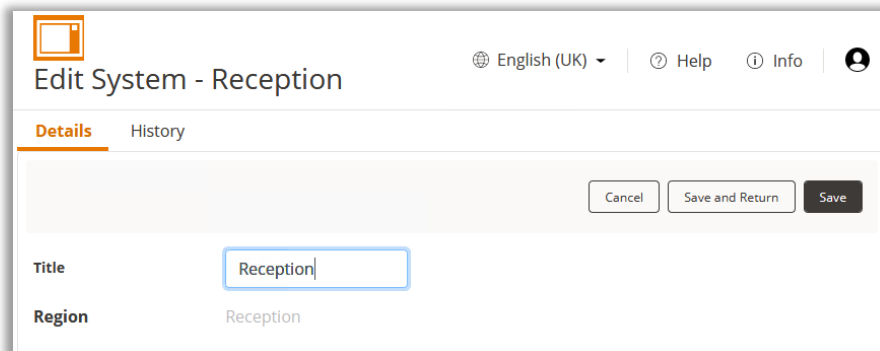 English (UK) Help Info
Edit System - Reception
Details History
Cancel Save and Return Save
Title Reception
Region Reception